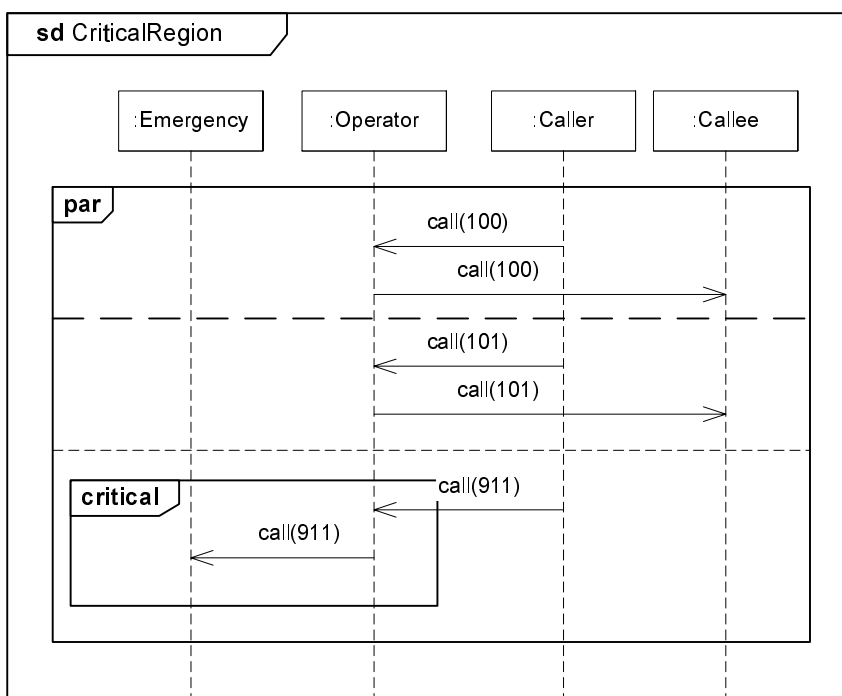 sd CriticalRegion
:Emergency
:Operator
:Caller
:Callee
par
call(100)
call(100)
call(101)
call(101)
critical
call(911)
call(911)